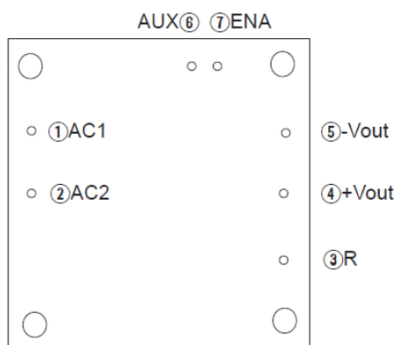 AUX⑥ ⑦ENA
①AC1 ⑤-Vout
②AC2 ④+Vout
③R